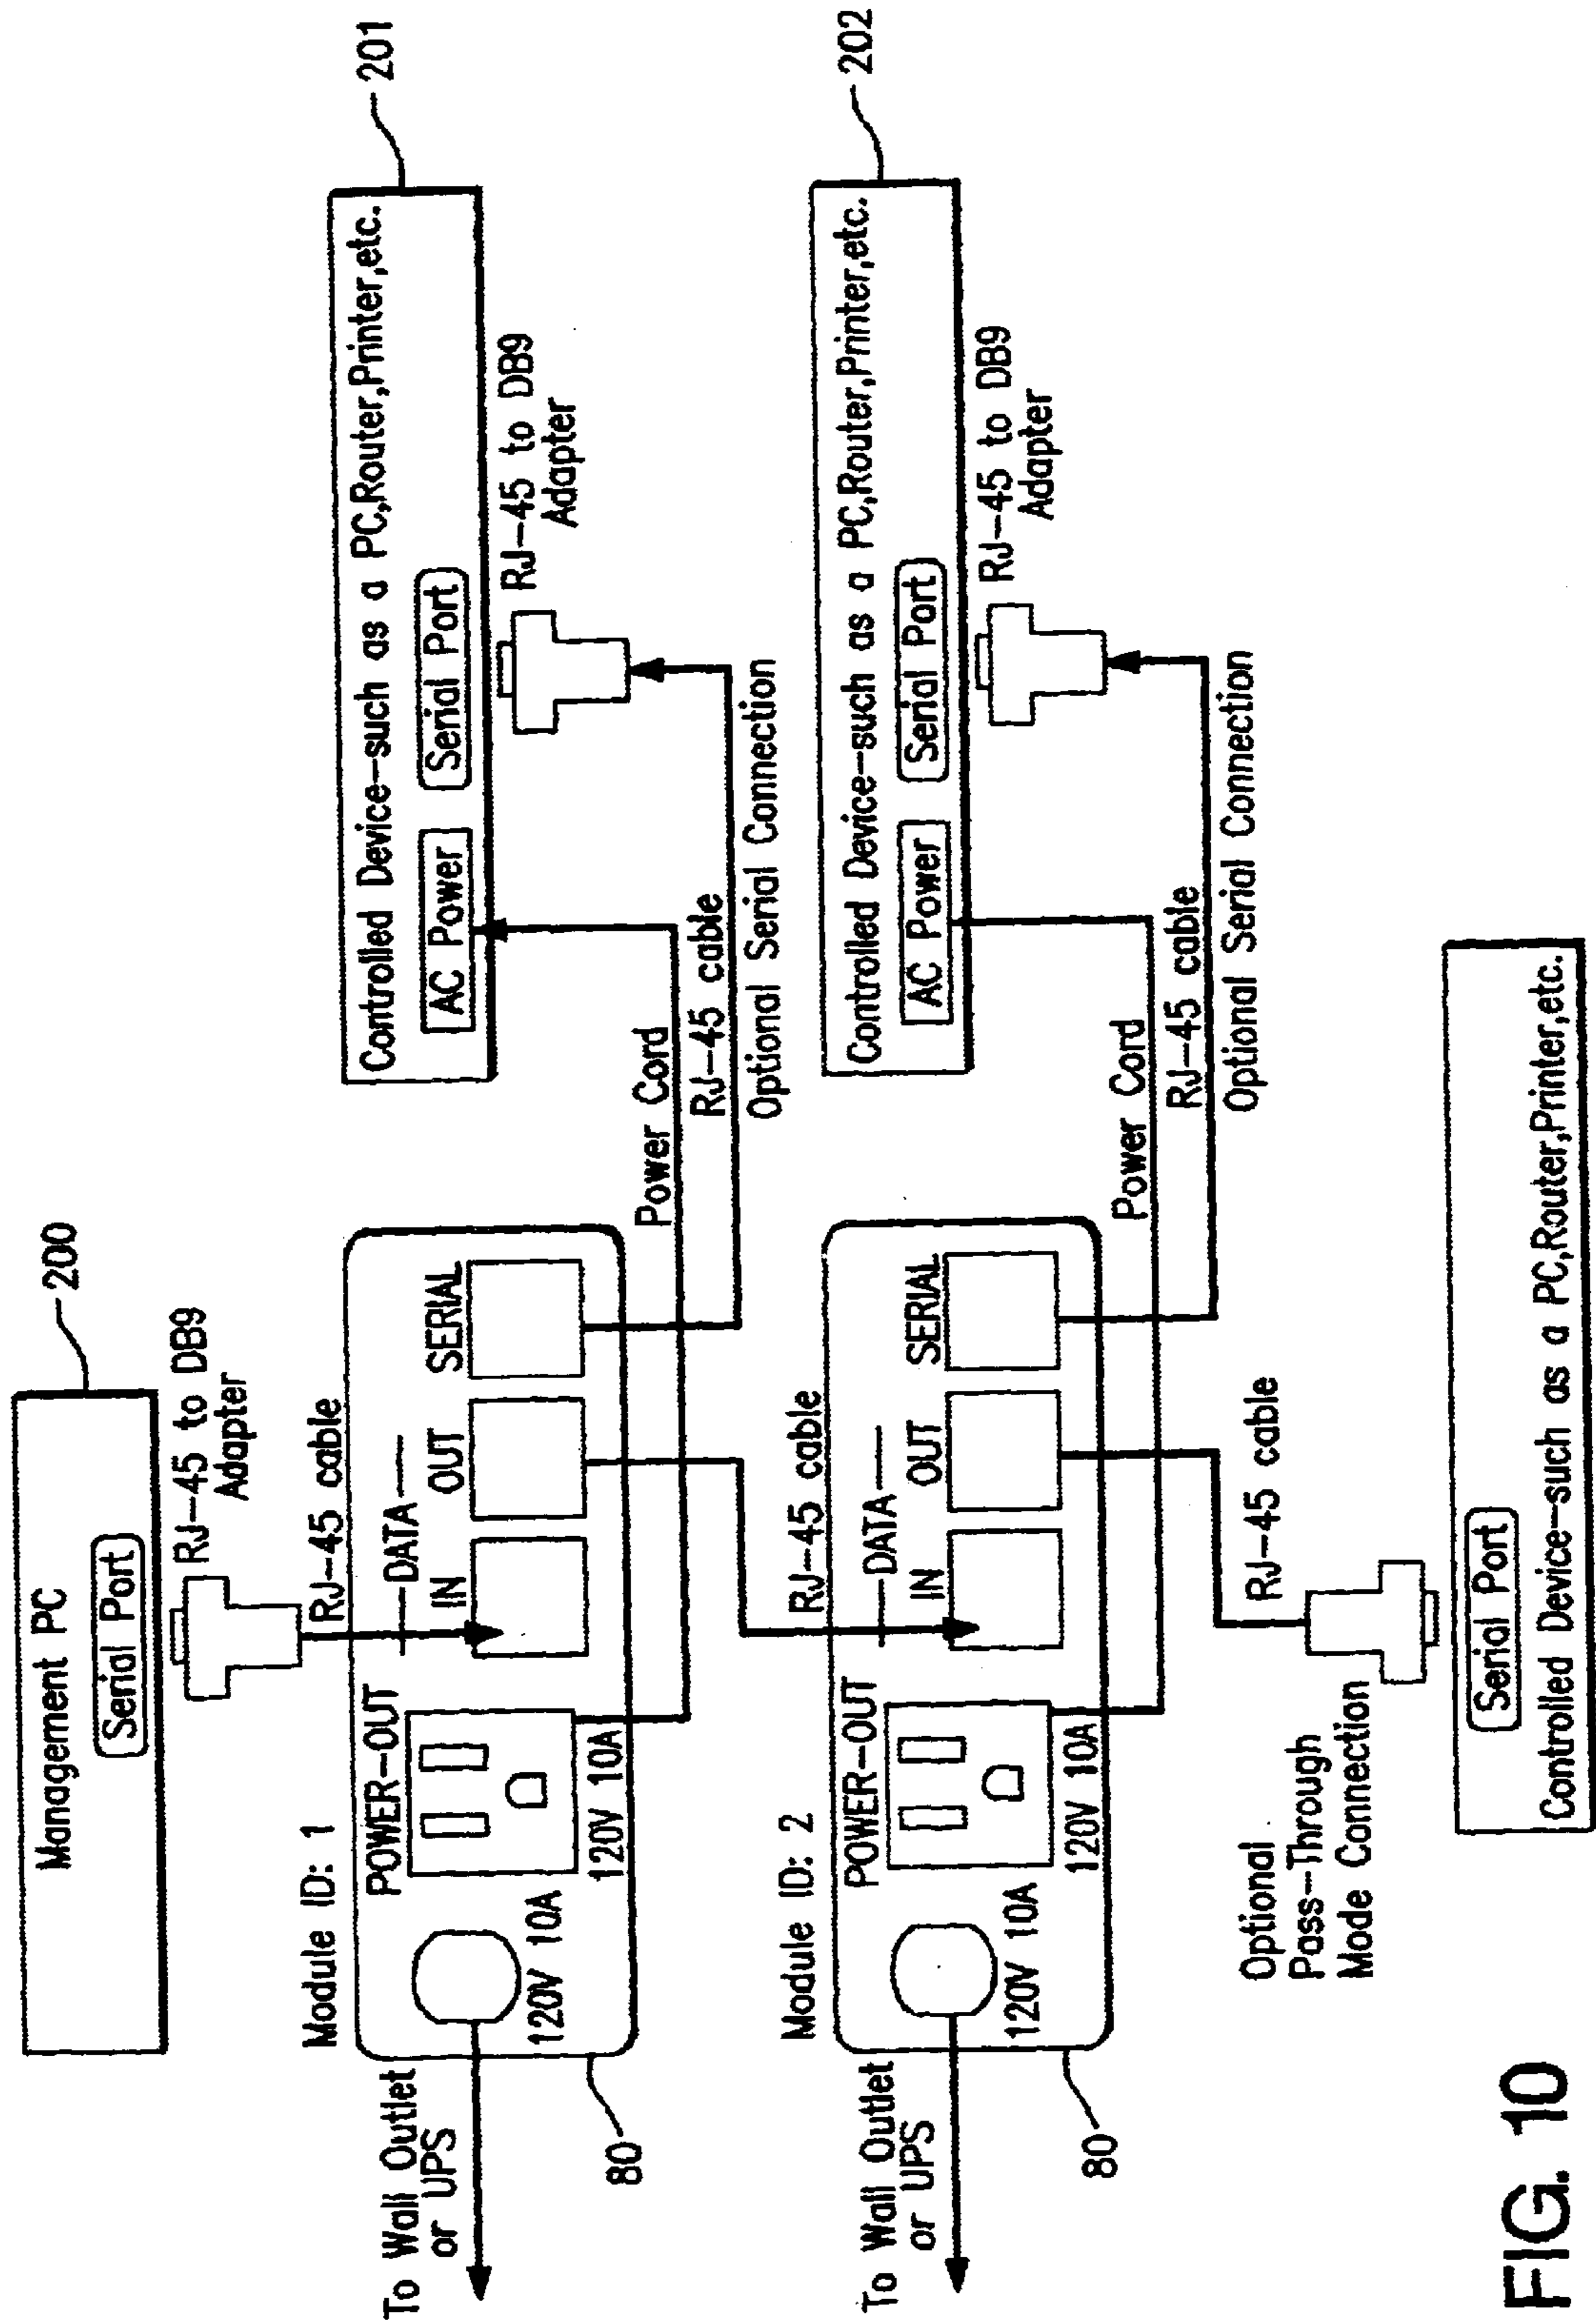 Management PC
Serial Port
200
RJ-45 to DB9
Adapter
RJ-45 cable
Module ID: 1
POWER-OUT
DATA
IN
OUT
SERIAL
120V 10A
120V 10A
To Wall Outlet
or UPS
80
Power Cord
RJ-45 cable
Optional Serial Connection
Controlled Device-such as a PC,Router,Printer,etc.
AC Power
Serial Port
201
RJ-45 to DB9
Adapter
RJ-45 cable
Module ID: 2
POWER-OUT
DATA
IN
OUT
SERIAL
120V 10A
120V 10A
To Wall Outlet
or UPS
80
Power Cord
RJ-45 cable
Optional Serial Connection
Controlled Device-such as a PC,Router,Printer,etc.
AC Power
Serial Port
202
RJ-45 to DB9
Adapter
Optional
Pass-Through
Mode Connection
RJ-45 cable
Serial Port
Controlled Device-such as a PC,Router,Printer,etc.
FIG. 10